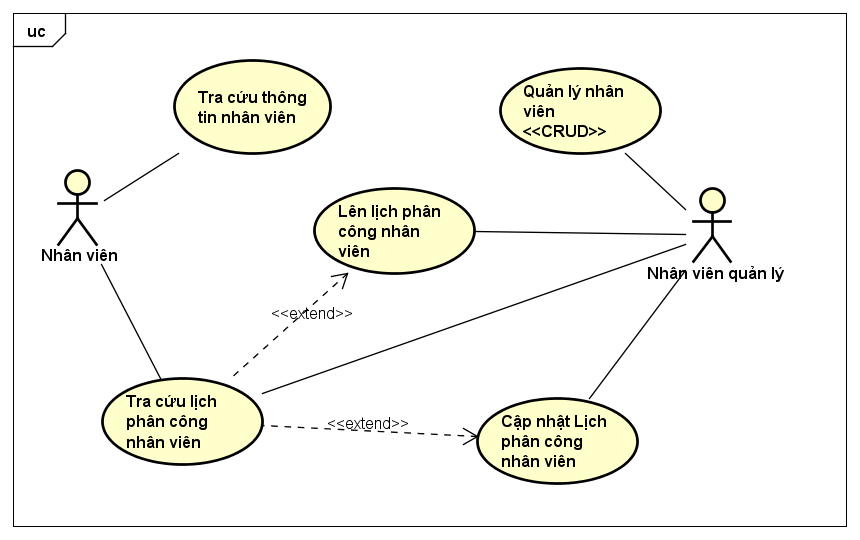 uc
Tra cứu thông
tin nhân viên
Quản lý nhân
viên
<<CRUD>>
Nhân viên
Lên lịch phân
công nhân
viên
Nhân viên quản lý
<<extend>>
Tra cứu lịch
phân công
nhân viên
<<extend>>
Cập nhật Lịch
phân công
nhân viên